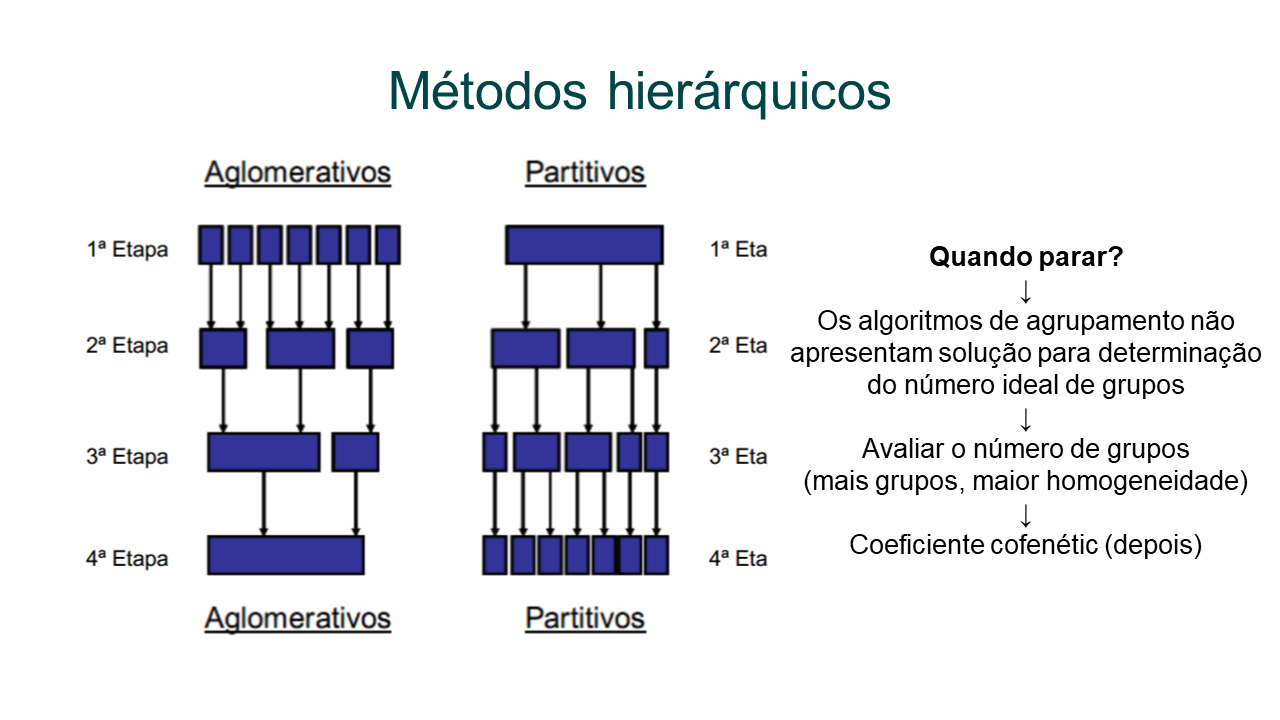 Métodos hierárquicos
Aglomerativos
Partitivos
1ª Etapa
1ª Eta
2ª Etapa
2ª Eta
3ª Etapa
3ª Eta
4ª Etapa
4ª Eta
Aglomerativos
Partitivos
Quando parar?
↓
Os algoritmos de agrupamento não
apresentam solução para determinação
do número ideal de grupos
↓
Avaliar o número de grupos
(mais grupos, maior homogeneidade)
↓
Coeficiente cofenétic (depois)